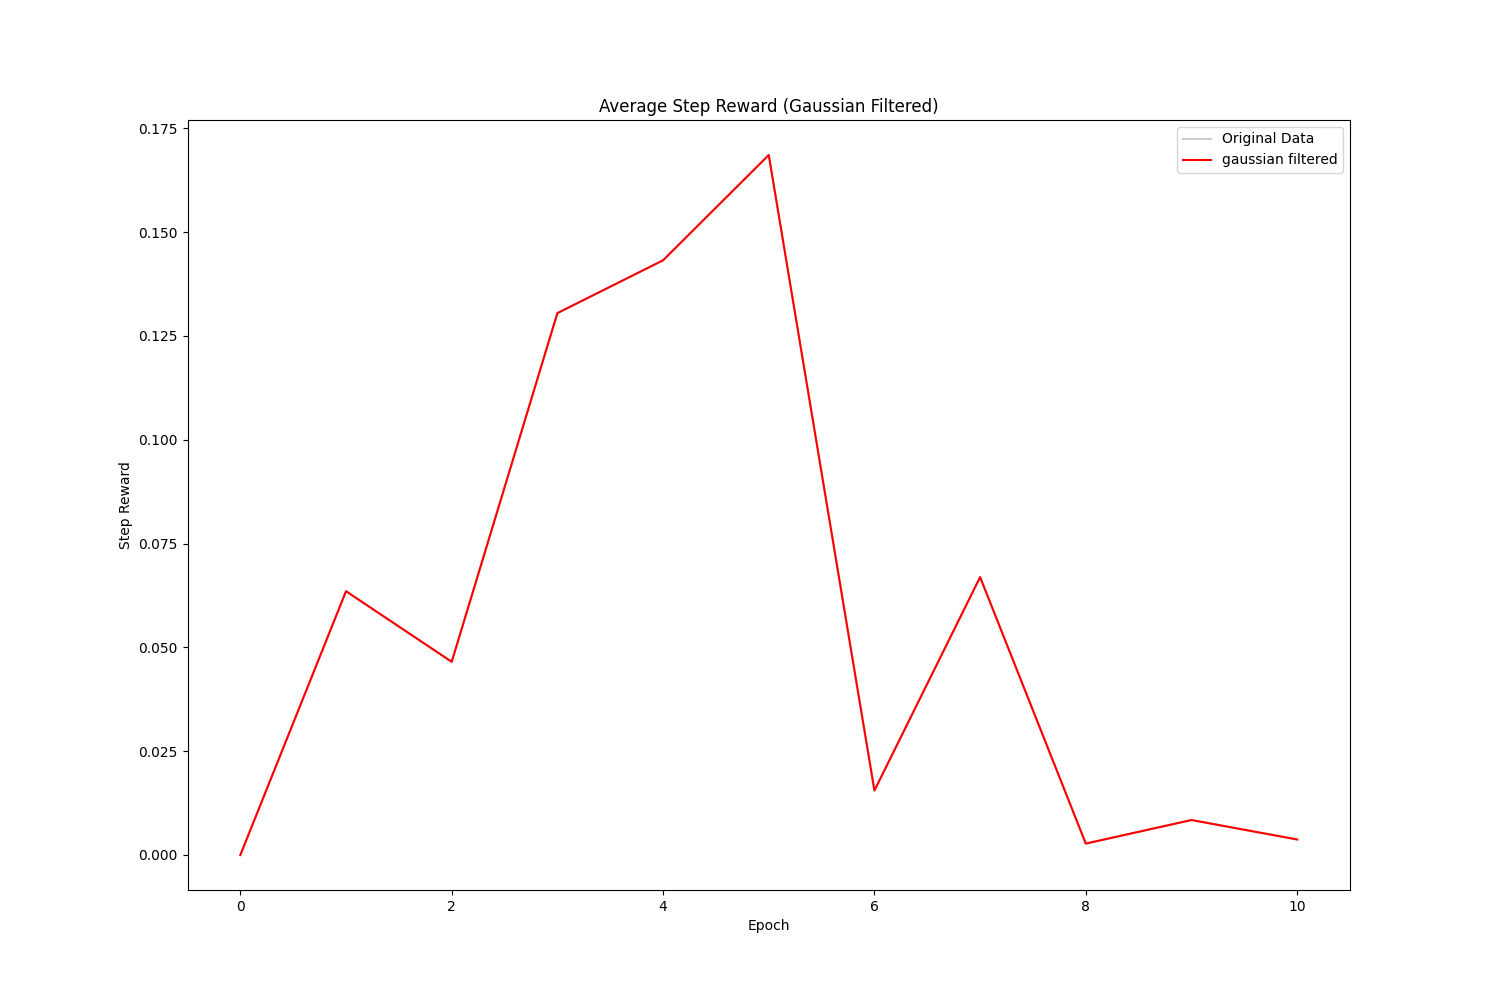 Average Step Reward (Gaussian Filtered)
Original Data
gaussian filtered
0.175
0.150
0.125
0.100
0.075
0.050
0.025
0.000
Step Reward
0 2 4 6 8 10
Epoch